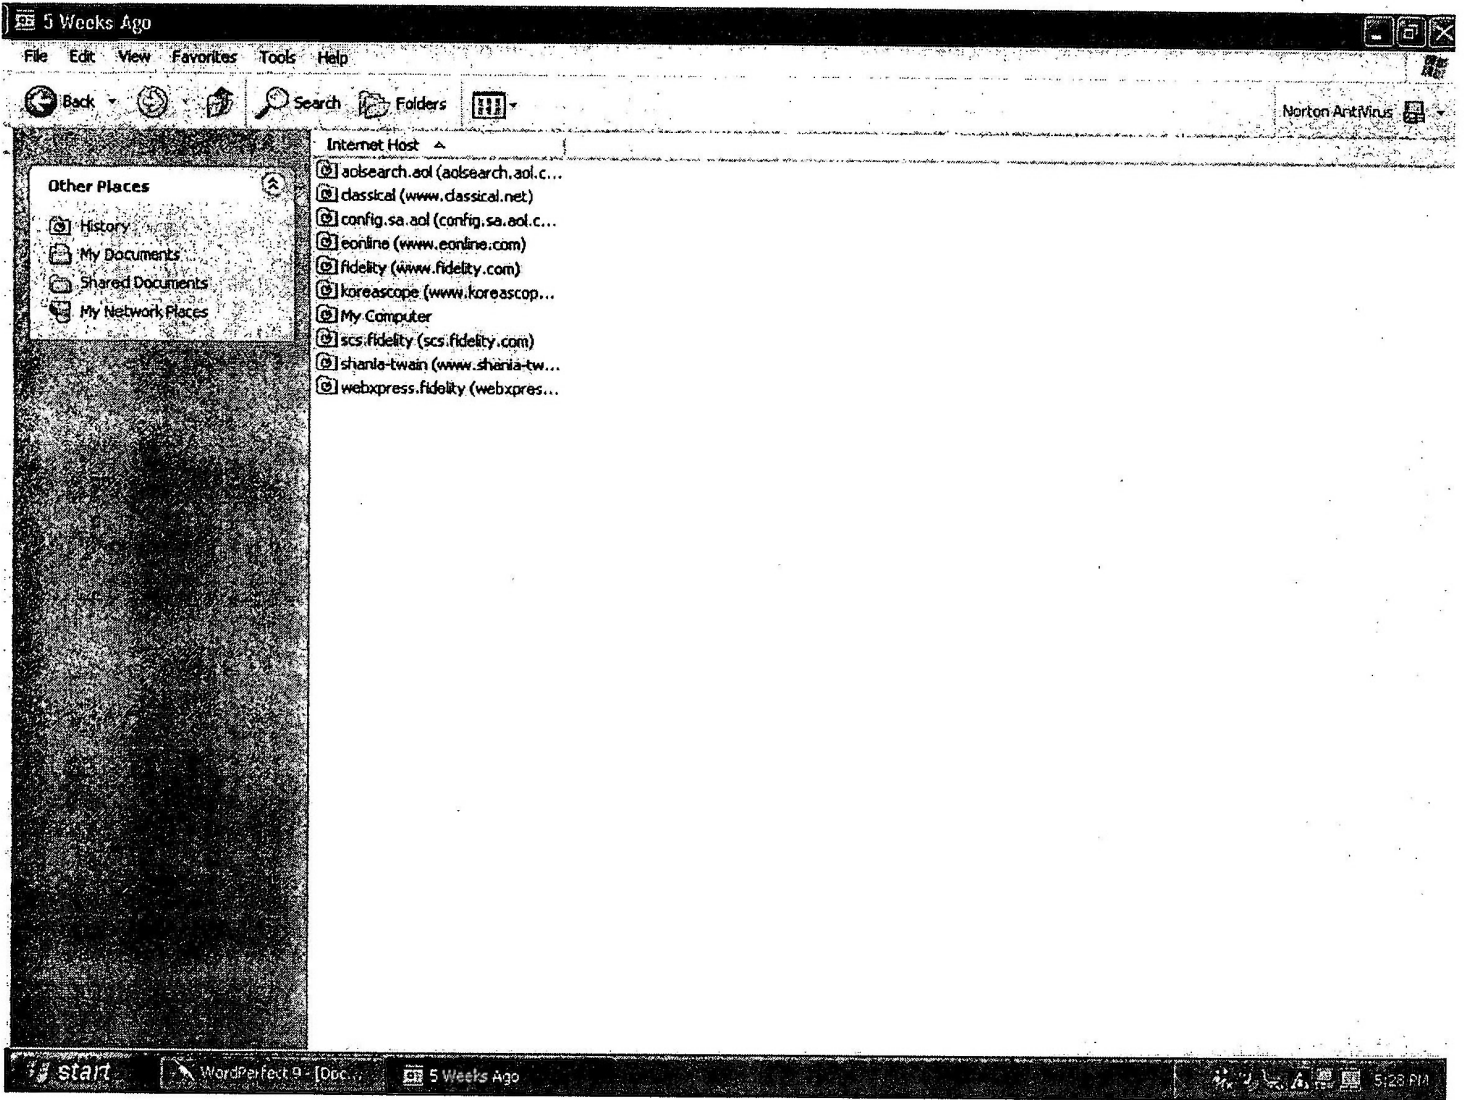 5 Weeks Ago
File Edit View Favorites Tools Help
Back Search Folders Norton AntiVirus
Internet Host
Other Places
History
My Documents
Shared Documents
My Network Places
aolsearch.aol (aolsearch.aol.c...
classical (www.classical.net)
config.sa.aol (config.sa.aol.c...
eonline (www.eonline.com)
fidelity (www.fidelity.com)
koreascope (www.koreascop...
My Computer
scs.fidelity (scs.fidelity.com)
shania-twain (www.shania-tw...
webxpress.fidelity (webxpres...
start WordPerfect 9 - [Doc... 5 Weeks Ago 5:28 PM